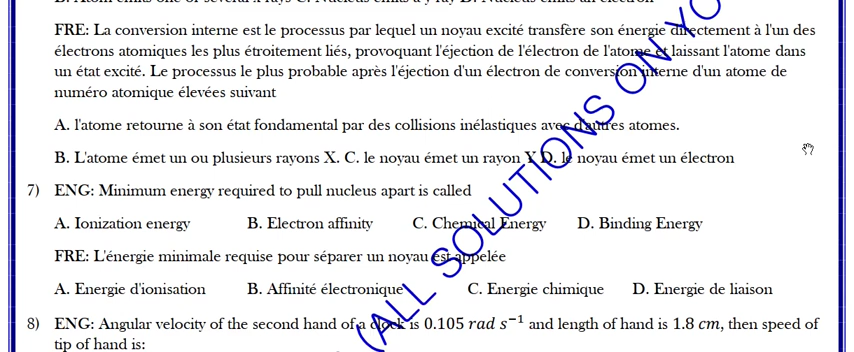 FRE: La conversion interne est le processus par lequel un noyau excité transfère son énergie directement à l'un des
électrons atomiques les plus étroitement liés, provoquant l'éjection de l'électron de l'atome et laissant l'atome dans
un état excité. Le processus le plus probable après l'éjection d'un électron de conversion interne d'un atome de
numéro atomique élevées suivant
A. l'atome retourne à son état fondamental par des collisions inélastiques avec d'autres atomes.
B. L'atome émet un ou plusieurs rayons X. C. le noyau émet un rayon Y D. le noyau émet un électron
7) ENG: Minimum energy required to pull nucleus apart is called
A. Ionization energy B. Electron affinity C. Chemical Energy D. Binding Energy
FRE: L'énergie minimale requise pour séparer un noyau est appelée
A. Energie d'ionisation B. Affinité électronique C. Energie chimique D. Energie de liaison
8) ENG: Angular velocity of the second hand of a clock is 0.105 rad s⁻¹ and length of hand is 1.8 cm, then speed of
tip of hand is:
(ALL SOLUTIONS ON YO